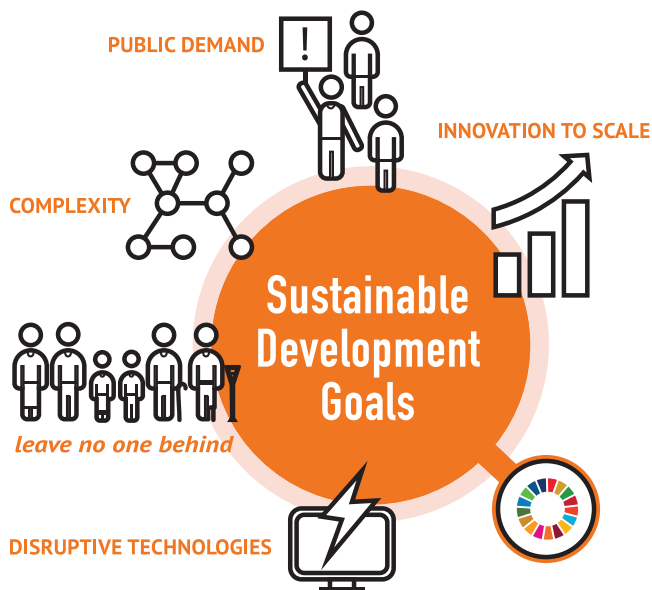 PUBLIC DEMAND
!
INNOVATION TO SCALE
COMPLEXITY
Sustainable
Development
Goals
leave no one behind
DISRUPTIVE TECHNOLOGIES